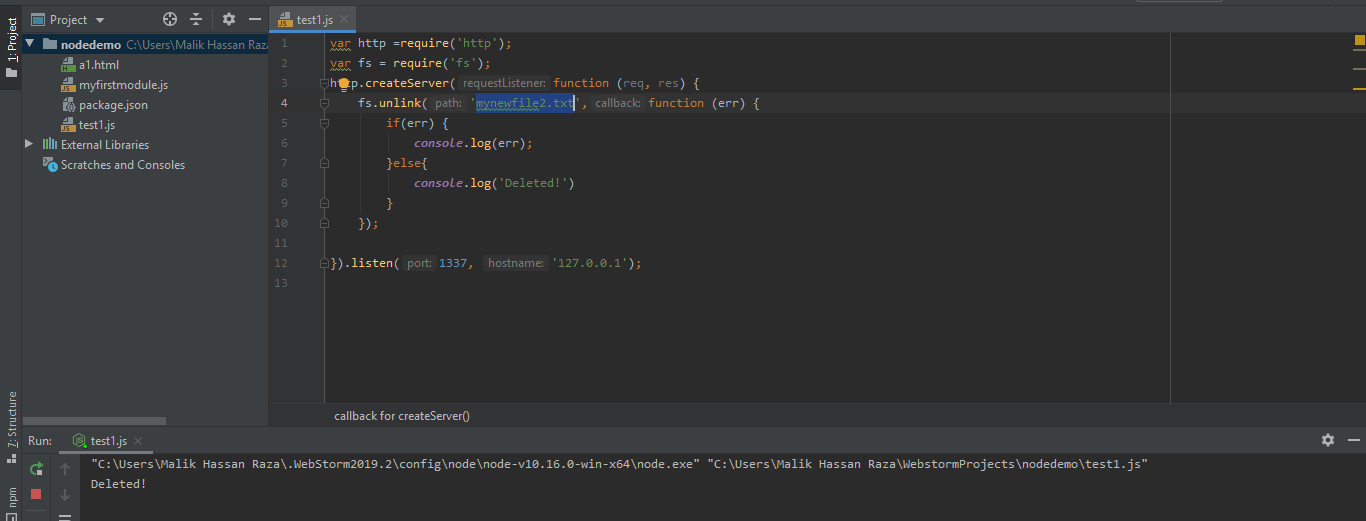 Project
test1.js
1: Project
nodedemo C:\Users\Malik Hassan Raza
a1.html
myfirstmodule.js
package.json
test1.js
External Libraries
Scratches and Consoles
1 var http =require('http');
2 var fs = require('fs');
3 http.createServer( requestListener: function (req, res) {
4 fs.unlink( path: 'mynewfile2.txt', callback: function (err) {
5 if(err) {
6 console.log(err);
7 }else{
8 console.log('Deleted!')
9 }
10 });
11
12 }).listen( port: 1337, hostname: '127.0.0.1');
13
callback for createServer()
7: Structure
npm
Run: test1.js
"C:\Users\Malik Hassan Raza\.WebStorm2019.2\config\node\node-v10.16.0-win-x64\node.exe" "C:\Users\Malik Hassan Raza\WebstormProjects\nodedemo\test1.js"
Deleted!